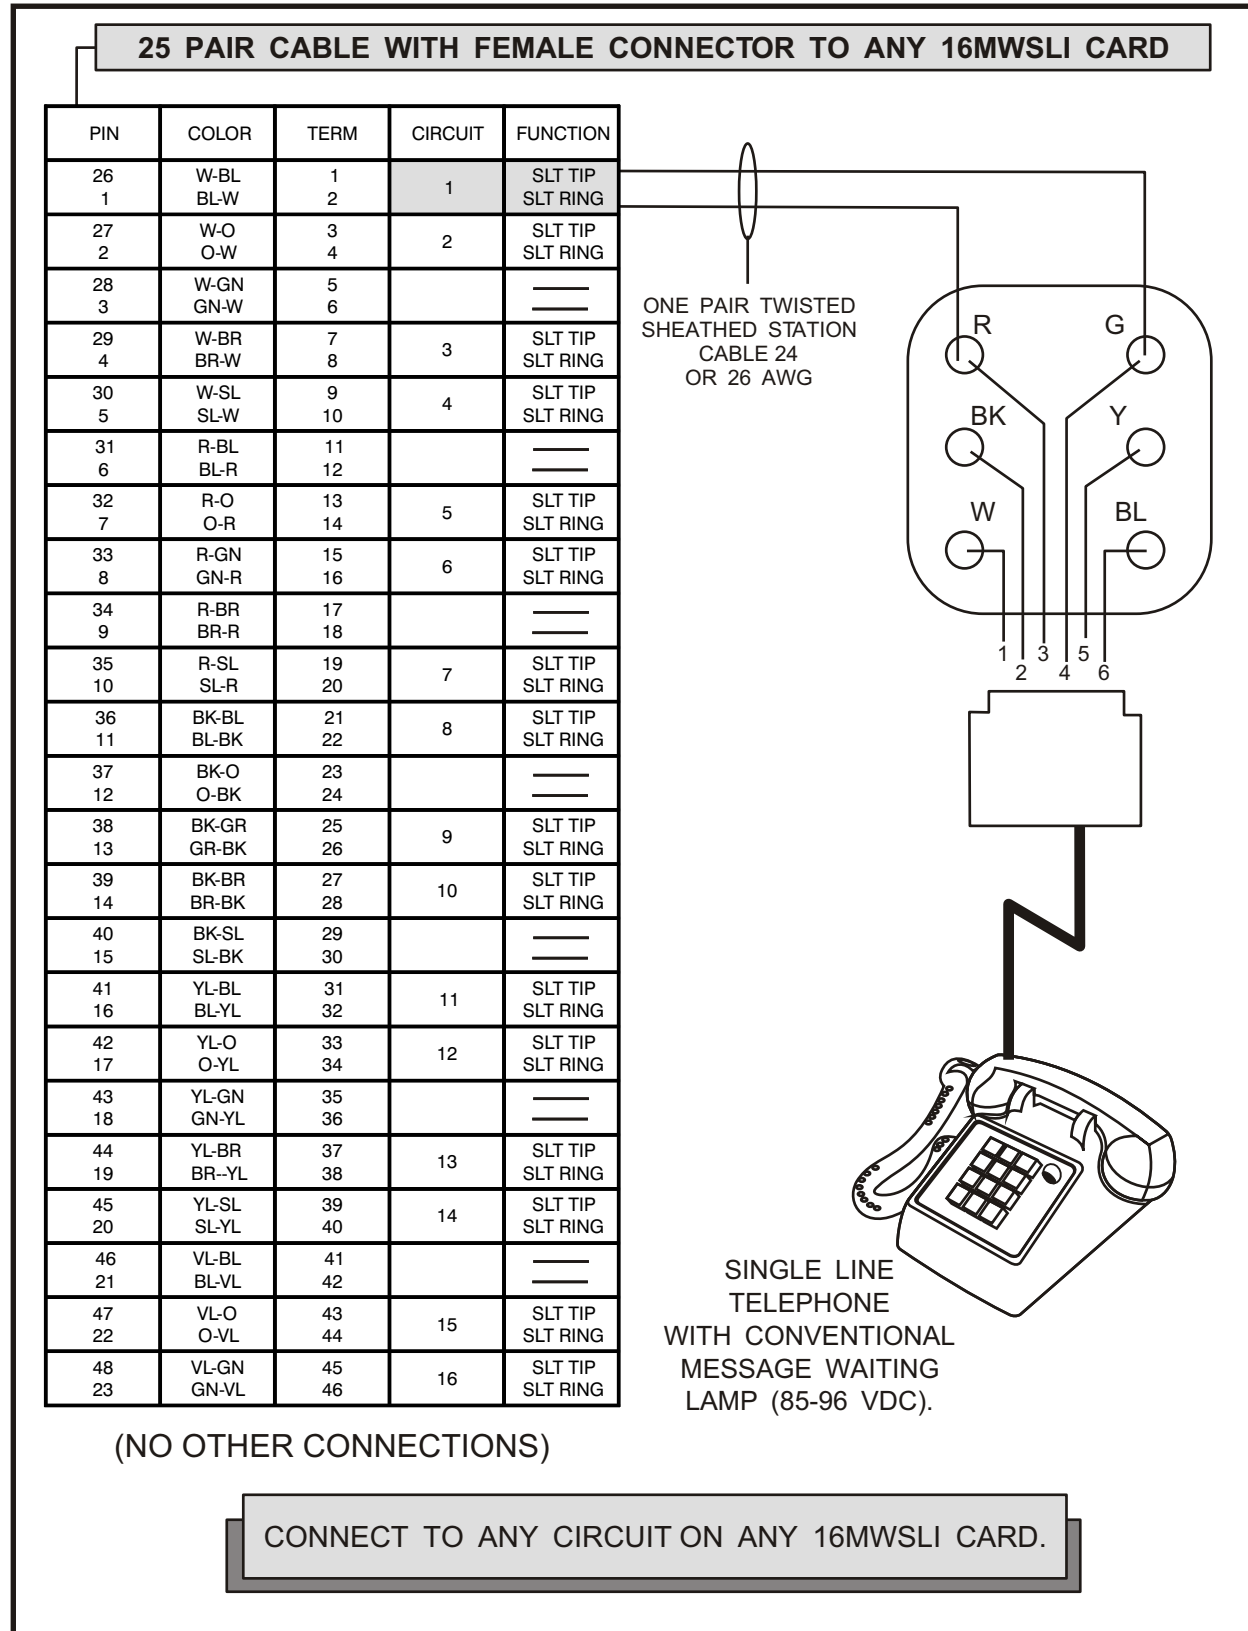 25 PAIR CABLE WITH FEMALE CONNECTOR TO ANY 16MWSLI CARD
PIN COLOR TERM CIRCUIT FUNCTION
26 W-BL 1 1 SLT TIP
1 BL-W 2 SLT RING
27 W-O 3 2 SLT TIP
2 O-W 4 SLT RING
28 W-GN 5
3 GN-W 6
29 W-BR 7 3 SLT TIP
4 BR-W 8 SLT RING
30 W-SL 9 4 SLT TIP
5 SL-W 10 SLT RING
31 R-BL 11
6 BL-R 12
32 R-O 13 5 SLT TIP
7 O-R 14 SLT RING
33 R-GN 15 6 SLT TIP
8 GN-R 16 SLT RING
34 R-BR 17
9 BR-R 18
35 R-SL 19 7 SLT TIP
10 SL-R 20 SLT RING
36 BK-BL 21 8 SLT TIP
11 BL-BK 22 SLT RING
37 BK-O 23
12 O-BK 24
38 BK-GR 25 9 SLT TIP
13 GR-BK 26 SLT RING
39 BK-BR 27 10 SLT TIP
14 BR-BK 28 SLT RING
40 BK-SL 29
15 SL-BK 30
41 YL-BL 31 11 SLT TIP
16 BL-YL 32 SLT RING
42 YL-O 33 12 SLT TIP
17 O-YL 34 SLT RING
43 YL-GN 35
18 GN-YL 36
44 YL-BR 37 13 SLT TIP
19 BR--YL 38 SLT RING
45 YL-SL 39 14 SLT TIP
20 SL-YL 40 SLT RING
46 VL-BL 41
21 BL-VL 42
47 VL-O 43 15 SLT TIP
22 O-VL 44 SLT RING
48 VL-GN 45 16 SLT TIP
23 GN-VL 46 SLT RING
(NO OTHER CONNECTIONS)
ONE PAIR TWISTED
SHEATHED STATION
CABLE 24
OR 26 AWG
R G
BK Y
W BL
1 2 3 4 5 6
SINGLE LINE
TELEPHONE
WITH CONVENTIONAL
MESSAGE WAITING
LAMP (85-96 VDC).
CONNECT TO ANY CIRCUIT ON ANY 16MWSLI CARD.